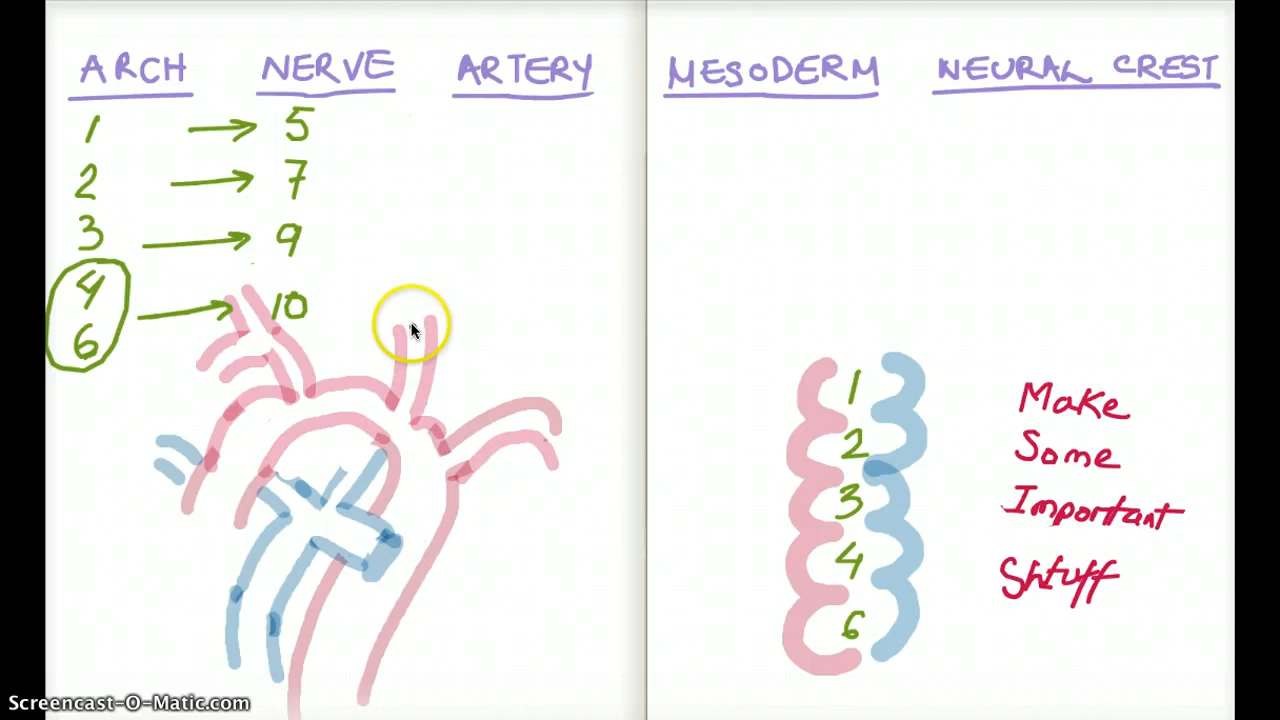 ARCH NERVE ARTERY MESODERM NEURAL CREST
1 → 5
2 → 7
3 → 9
4
→ 10
6
1
2
3
4
6
Make
Some
Important
Shtuff
Screencast-O-Matic.com